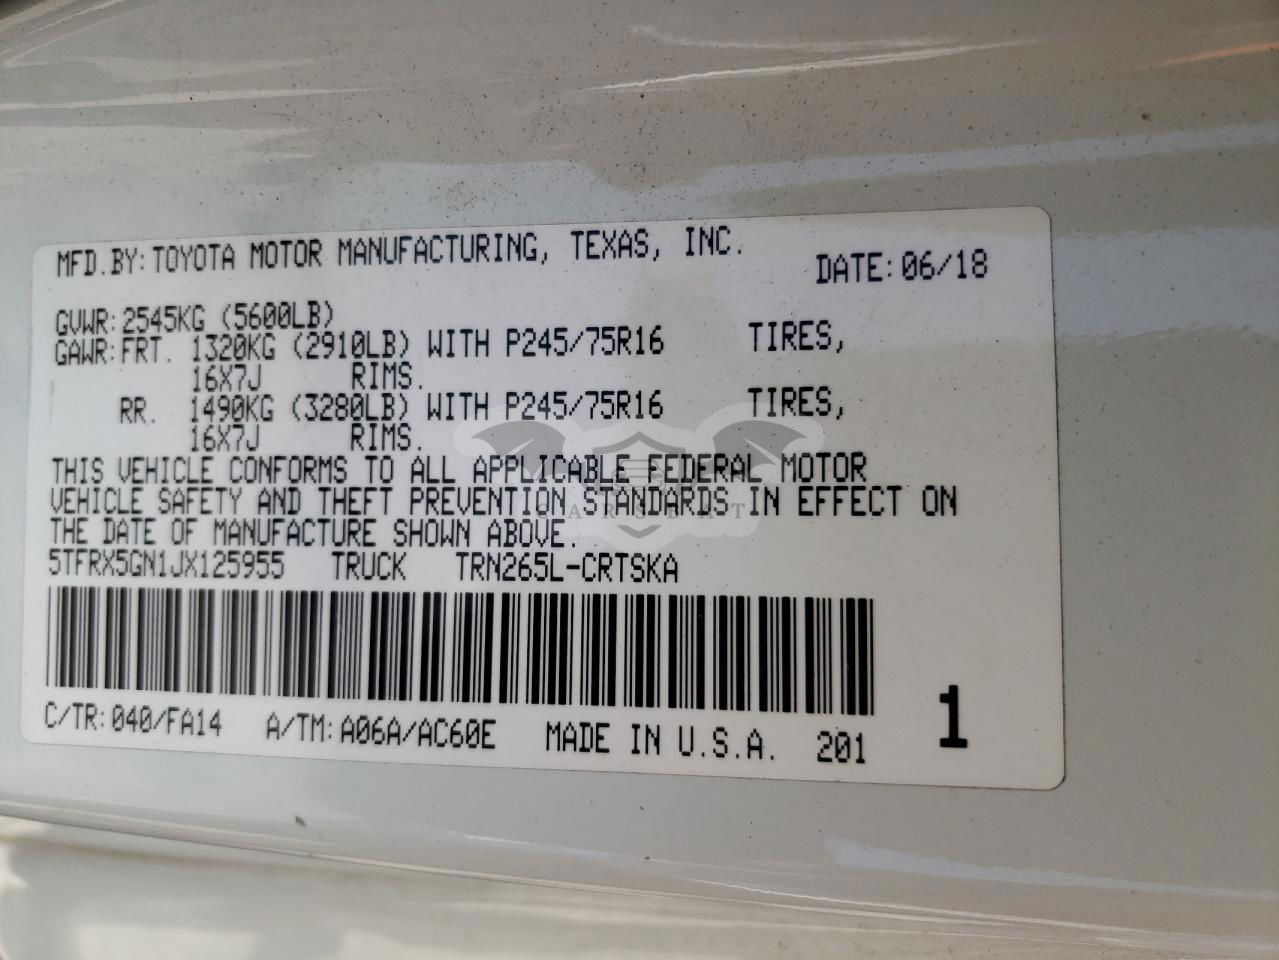 MFD.BY:TOYOTA MOTOR MANUFACTURING, TEXAS, INC.
DATE:06/18
GVWR:2545KG (5600LB)
GAWR:FRT. 1320KG (2910LB) WITH P245/75R16 TIRES,
16X7J RIMS.
RR. 1490KG (3280LB) WITH P245/75R16 TIRES,
16X7J RIMS.
THIS VEHICLE CONFORMS TO ALL APPLICABLE FEDERAL MOTOR
VEHICLE SAFETY AND THEFT PREVENTION STANDARDS IN EFFECT ON
THE DATE OF MANUFACTURE SHOWN ABOVE.
5TFRX5GN1JX125955 TRUCK TRN265L-CRTSKA
C/TR:040/FA14 A/TM:A06A/AC60E MADE IN U.S.A. 201
1